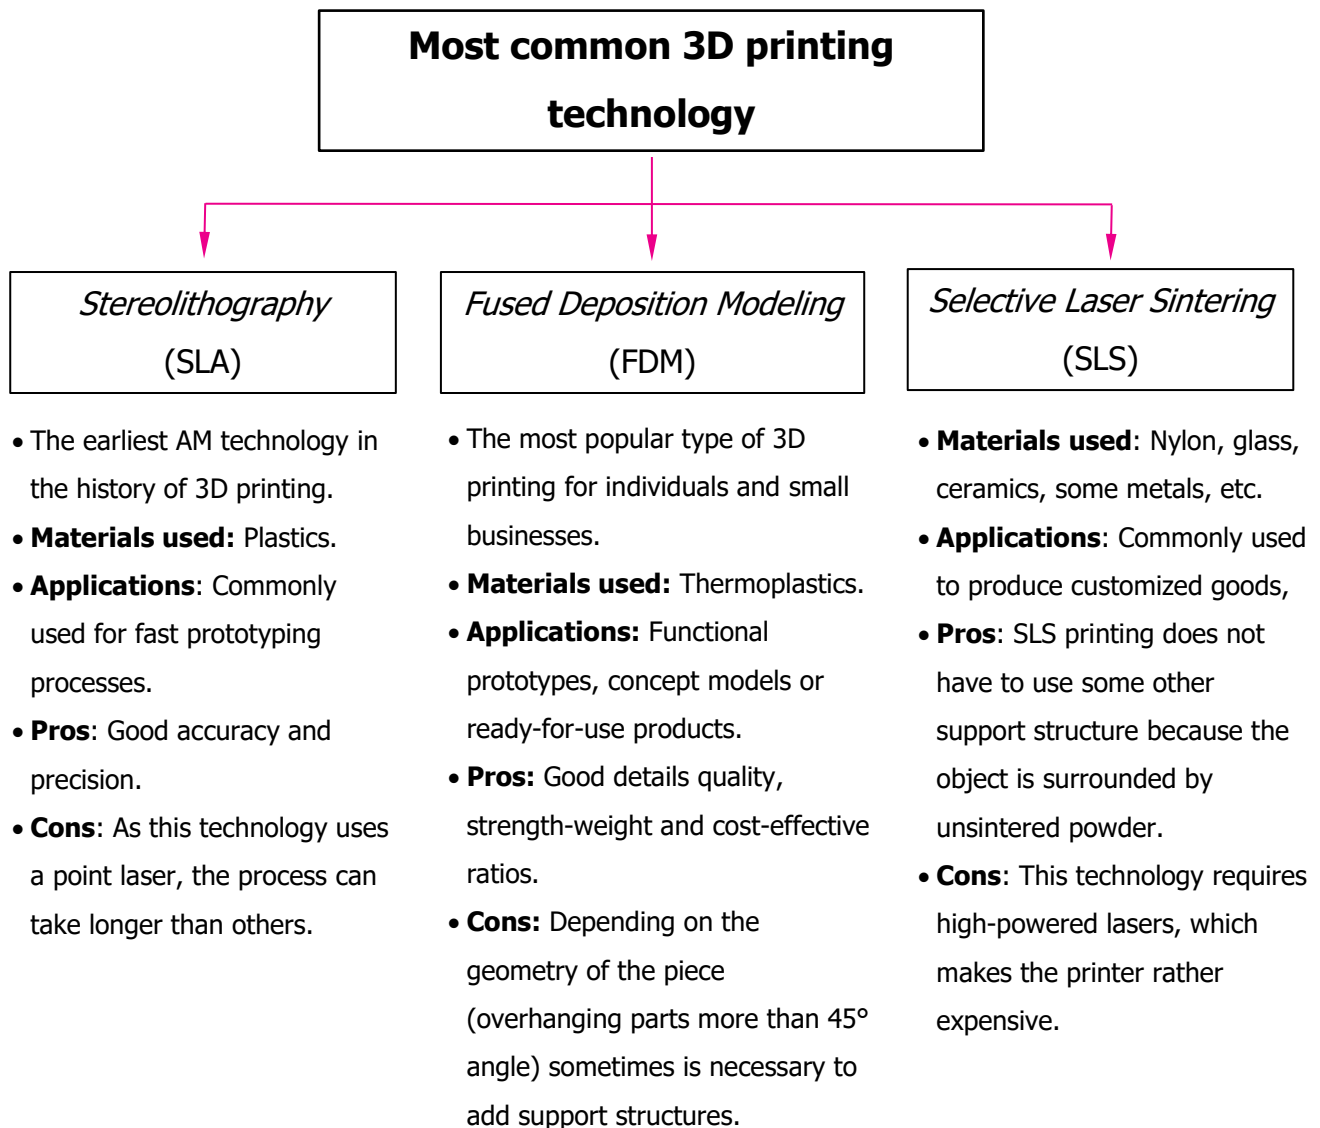 Most common 3D printing
technology
Stereolithography
(SLA)
• The earliest AM technology in
the history of 3D printing.
• Materials used: Plastics.
• Applications: Commonly
used for fast prototyping
processes.
• Pros: Good accuracy and
precision.
• Cons: As this technology uses
a point laser, the process can
take longer than others.
Fused Deposition Modeling
(FDM)
• The most popular type of 3D
printing for individuals and small
businesses.
• Materials used: Thermoplastics.
• Applications: Functional
prototypes, concept models or
ready-for-use products.
• Pros: Good details quality,
strength-weight and cost-effective
ratios.
• Cons: Depending on the
geometry of the piece
(overhanging parts more than 45°
angle) sometimes is necessary to
add support structures.
Selective Laser Sintering
(SLS)
• Materials used: Nylon, glass,
ceramics, some metals, etc.
• Applications: Commonly used
to produce customized goods,
• Pros: SLS printing does not
have to use some other
support structure because the
object is surrounded by
unsintered powder.
• Cons: This technology requires
high-powered lasers, which
makes the printer rather
expensive.